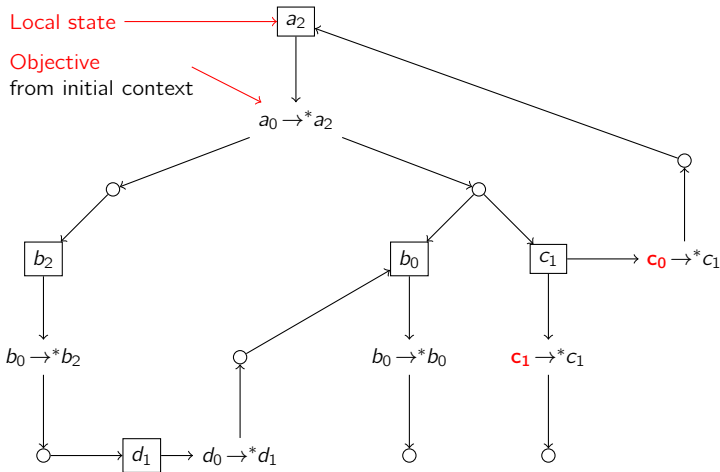 Local state
a₂
Objective
from initial context
a₀ →* a₂
b₂
b₀
c₁
c₀ →* c₁
b₀ →* b₂
b₀ →* b₀
c₁ →* c₁
d₁
d₀ →* d₁